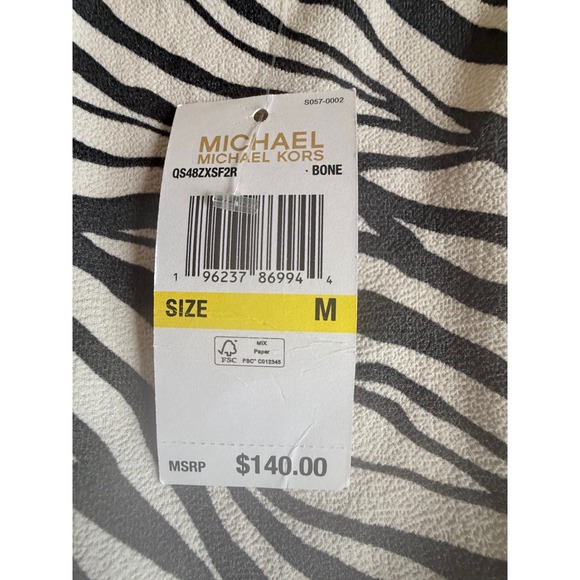 S057-0002
MICHAEL
MICHAEL KORS
QS48ZXSF2R · BONE
1 96237 86994 4
SIZE M
FSC
MIX
Paper
FSC™ C012345
MSRP $140.00